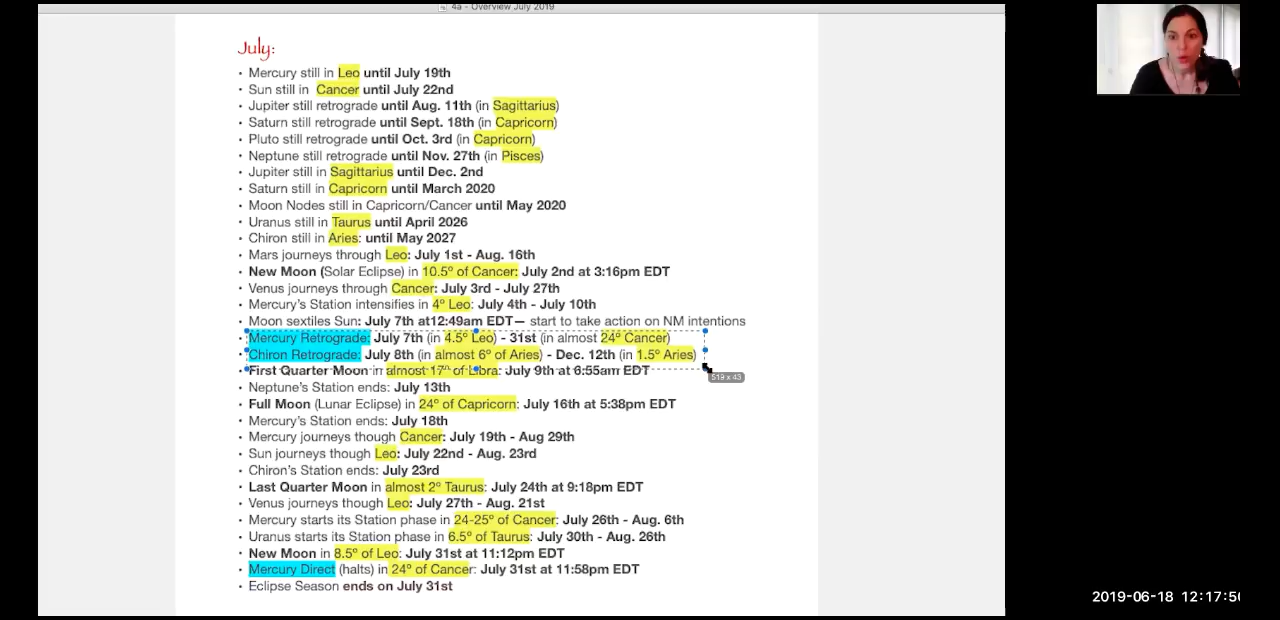 4a - Overview July 2019
July:
• Mercury still in Leo until July 19th
• Sun still in Cancer until July 22nd
• Jupiter still retrograde until Aug. 11th (in Sagittarius)
• Saturn still retrograde until Sept. 18th (in Capricorn)
• Pluto still retrograde until Oct. 3rd (in Capricorn)
• Neptune still retrograde until Nov. 27th (in Pisces)
• Jupiter still in Sagittarius until Dec. 2nd
• Saturn still in Capricorn until March 2020
• Moon Nodes still in Capricorn/Cancer until May 2020
• Uranus still in Taurus until April 2026
• Chiron still in Aries: until May 2027
• Mars journeys through Leo: July 1st - Aug. 16th
• New Moon (Solar Eclipse) in 10.5º of Cancer: July 2nd at 3:16pm EDT
• Venus journeys through Cancer: July 3rd - July 27th
• Mercury's Station intensifies in 4º Leo: July 4th - July 10th
• Moon sextiles Sun: July 7th at12:49am EDT— start to take action on NM intentions
• Mercury Retrograde: July 7th (in 4.5º Leo) - 31st (in almost 24º Cancer)
• Chiron Retrograde: July 8th (in almost 6º of Aries) - Dec. 12th (in 1.5º Aries)
• First Quarter Moon in almost 17º of Libra: July 9th at 6:55am EDT
518 x 43
• Neptune's Station ends: July 13th
• Full Moon (Lunar Eclipse) in 24º of Capricorn: July 16th at 5:38pm EDT
• Mercury's Station ends: July 18th
• Mercury journeys though Cancer: July 19th - Aug 29th
• Sun journeys though Leo: July 22nd - Aug. 23rd
• Chiron's Station ends: July 23rd
• Last Quarter Moon in almost 2º Taurus: July 24th at 9:18pm EDT
• Venus journeys though Leo: July 27th - Aug. 21st
• Mercury starts its Station phase in 24-25º of Cancer: July 26th - Aug. 6th
• Uranus starts its Station phase in 6.5º of Taurus: July 30th - Aug. 26th
• New Moon in 8.5º of Leo: July 31st at 11:12pm EDT
• Mercury Direct (halts) in 24º of Cancer: July 31st at 11:58pm EDT
• Eclipse Season ends on July 31st
2019-06-18 12:17:50